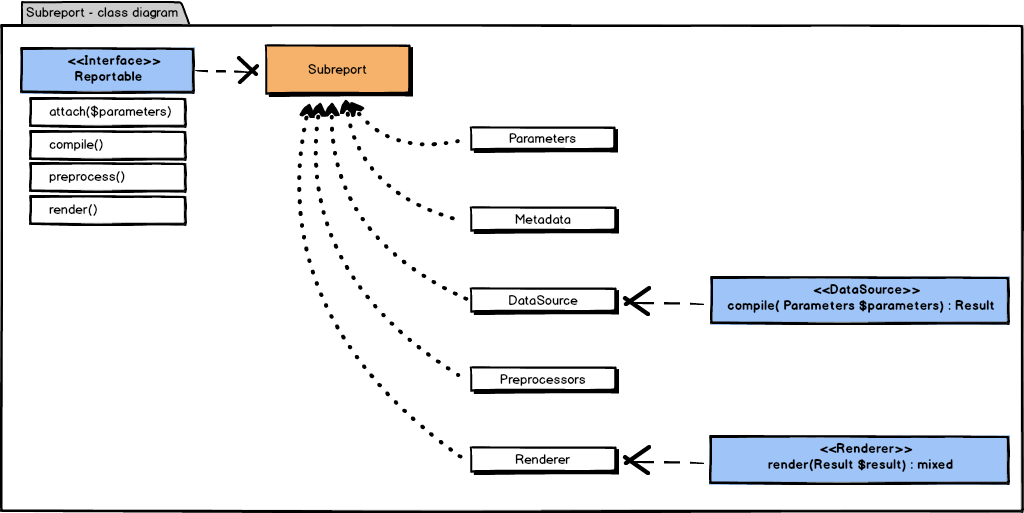 Subreport - class diagram
<<Interface>>
Reportable
Subreport
attach($parameters)
compile()
preprocess()
render()
Parameters
Metadata
DataSource
<<DataSource>>
compile( Parameters $parameters) : Result
Preprocessors
Renderer
<<Renderer>>
render(Result $result) : mixed